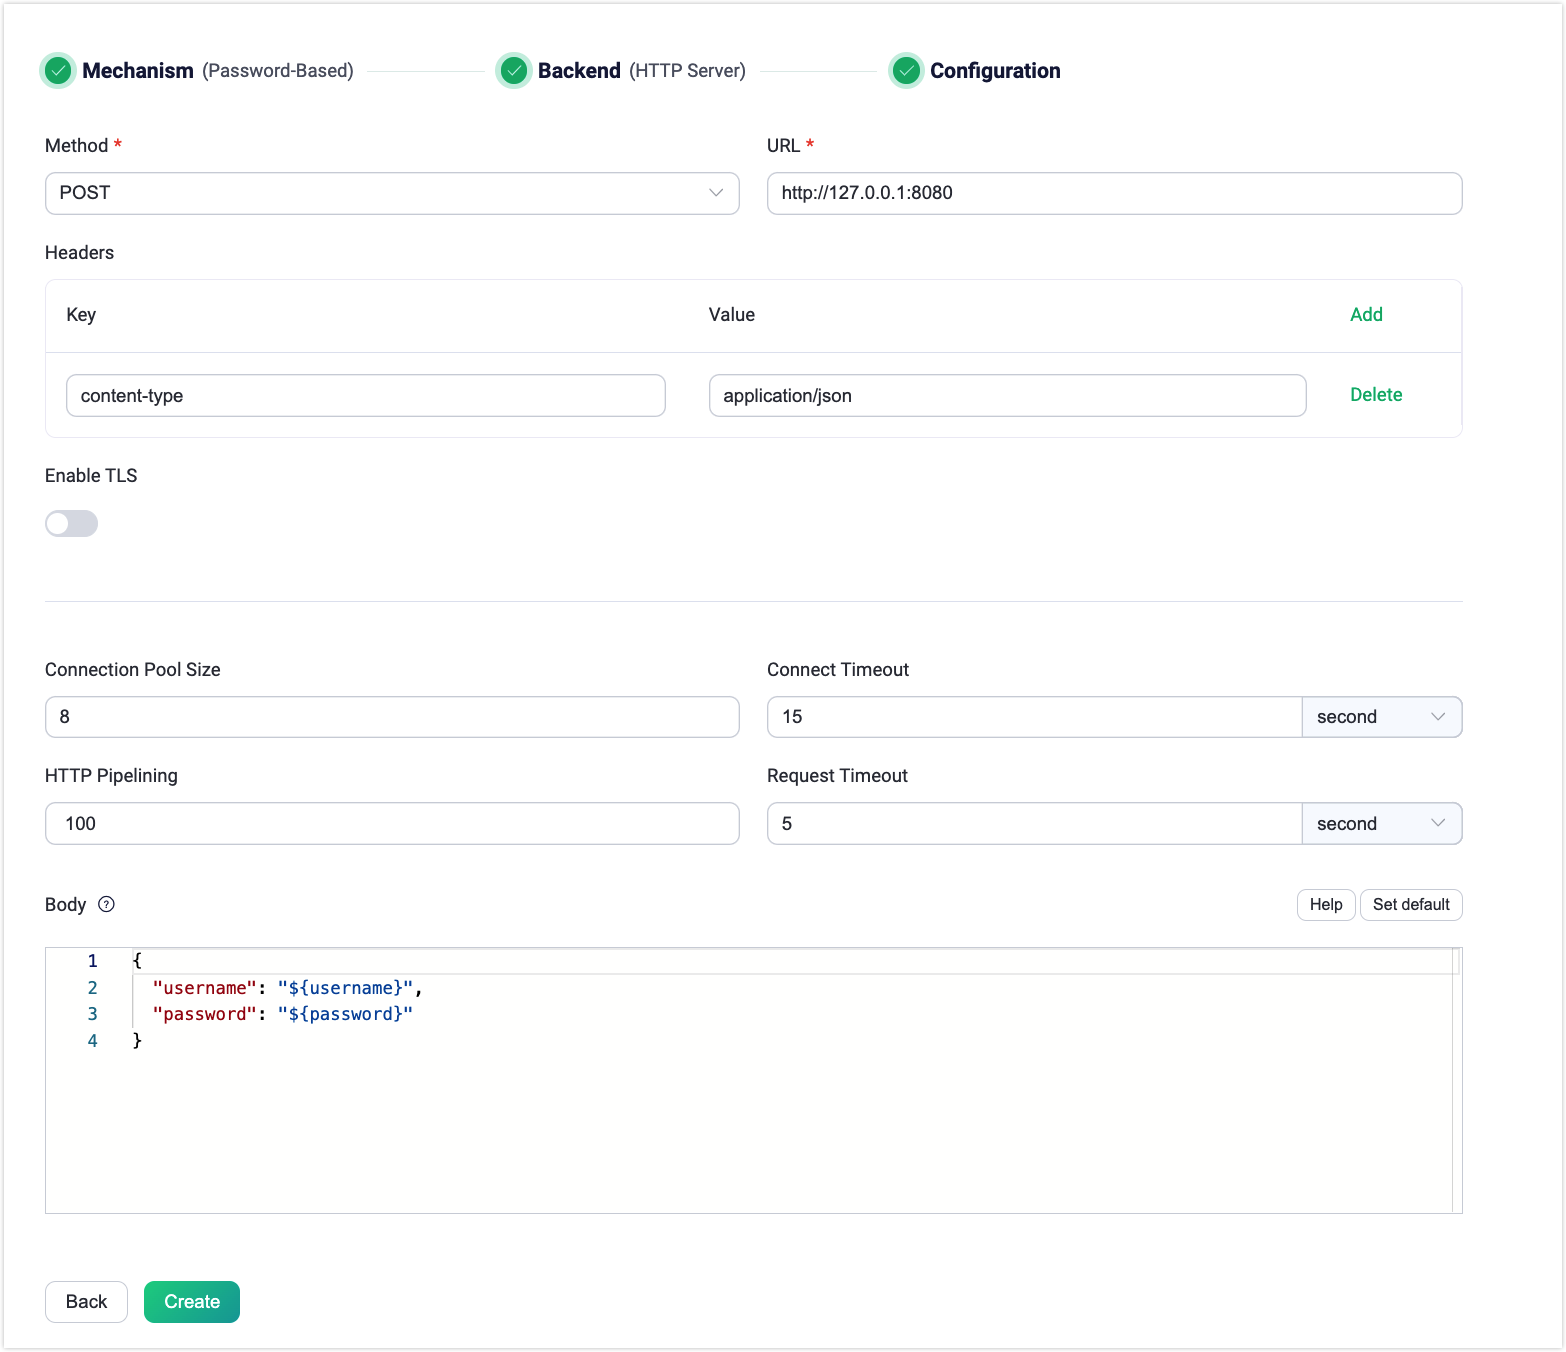 Mechanism (Password-Based) Backend (HTTP Server) Configuration
Method * URL *
POST http://127.0.0.1:8080
Headers
Key Value Add
content-type application/json Delete
Enable TLS
Connection Pool Size Connect Timeout
8 15 second
HTTP Pipelining Request Timeout
100 5 second
Body ? Help Set default
1 {
2 "username": "${username}",
3 "password": "${password}"
4 }
Back Create